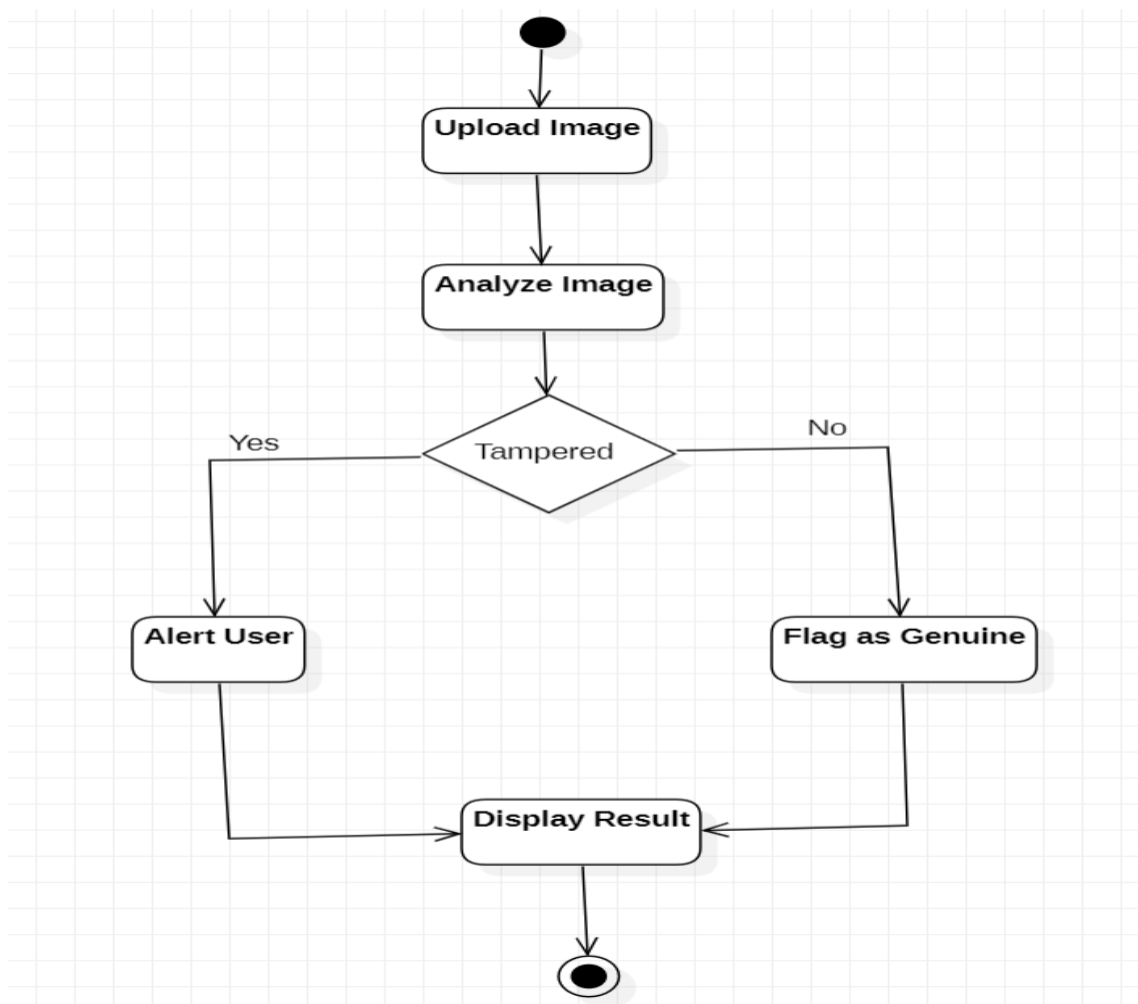 Upload Image
Analyze Image
Tampered
Yes
No
Alert User
Flag as Genuine
Display Result